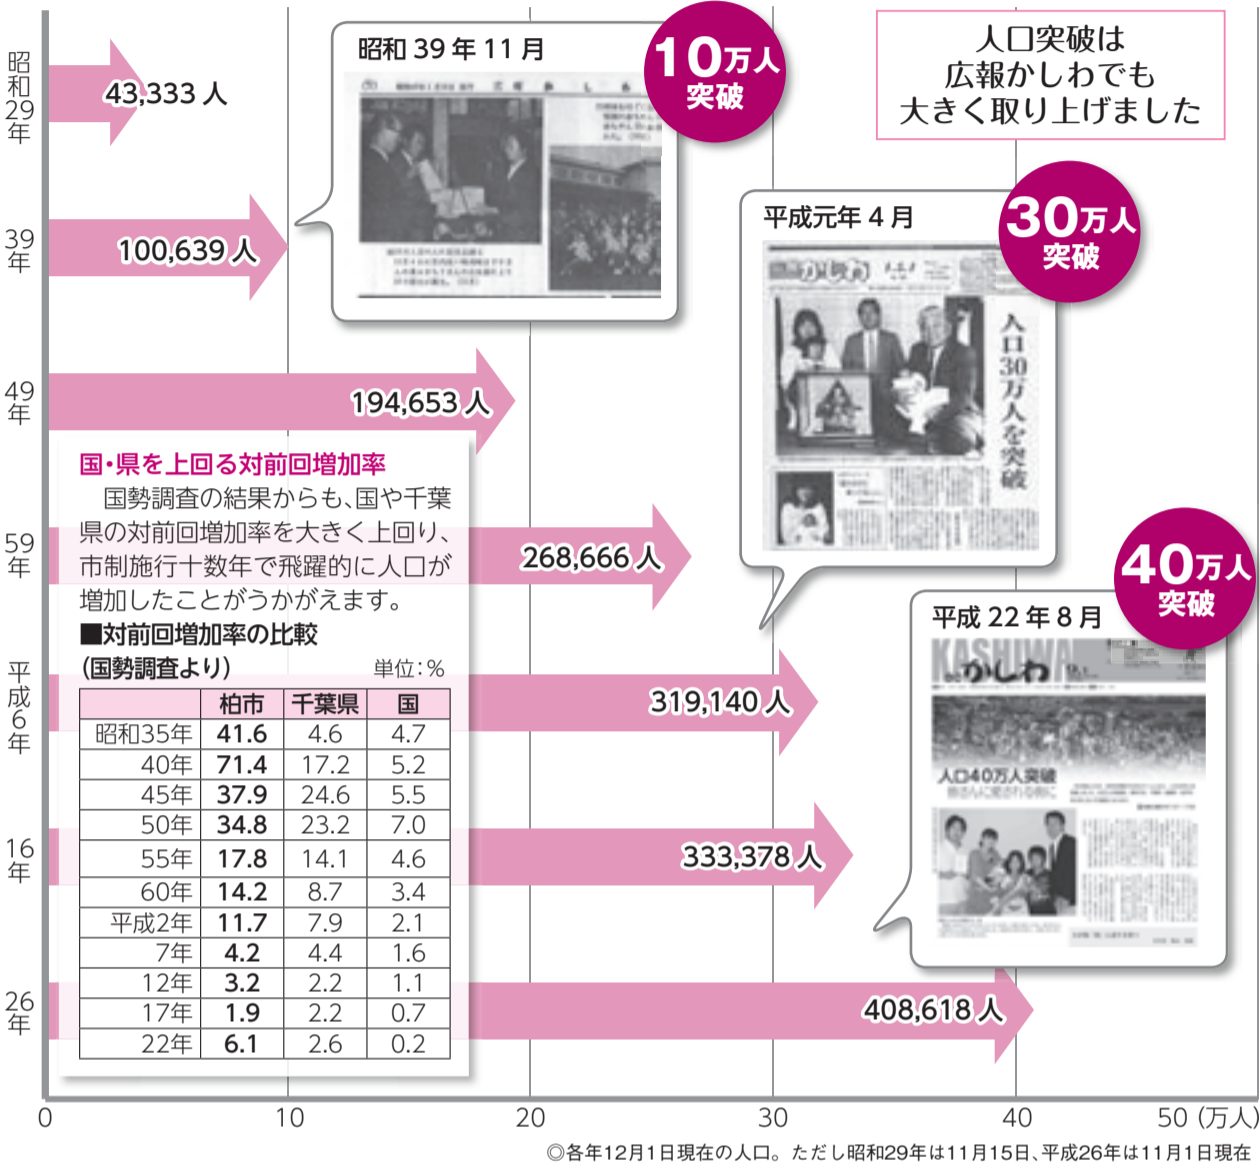 人口突破は
広報かしわでも
大きく取り上げました
昭和29年
43,333人
39年
100,639人
昭和39年11月
10万人
突破
49年
194,653人
平成元年4月
30万人
突破
かしわ
人口30万人を突破
59年
268,666人
平成6年
319,140人
16年
333,378人
平成22年8月
40万人
突破
KASHIWA
かしわ
人口40万人突破
26年
408,618人
国・県を上回る対前回増加率
国勢調査の結果からも、国や千葉
県の対前回増加率を大きく上回り、
市制施行十数年で飛躍的に人口が
増加したことがうかがえます。
■対前回増加率の比較
(国勢調査より) 単位：%
柏市 千葉県 国
昭和35年 41.6 4.6 4.7
40年 71.4 17.2 5.2
45年 37.9 24.6 5.5
50年 34.8 23.2 7.0
55年 17.8 14.1 4.6
60年 14.2 8.7 3.4
平成2年 11.7 7.9 2.1
7年 4.2 4.4 1.6
12年 3.2 2.2 1.1
17年 1.9 2.2 0.7
22年 6.1 2.6 0.2
0 10 20 30 40 50 (万人)
◎各年12月1日現在の人口。ただし昭和29年は11月15日、平成26年は11月1日現在